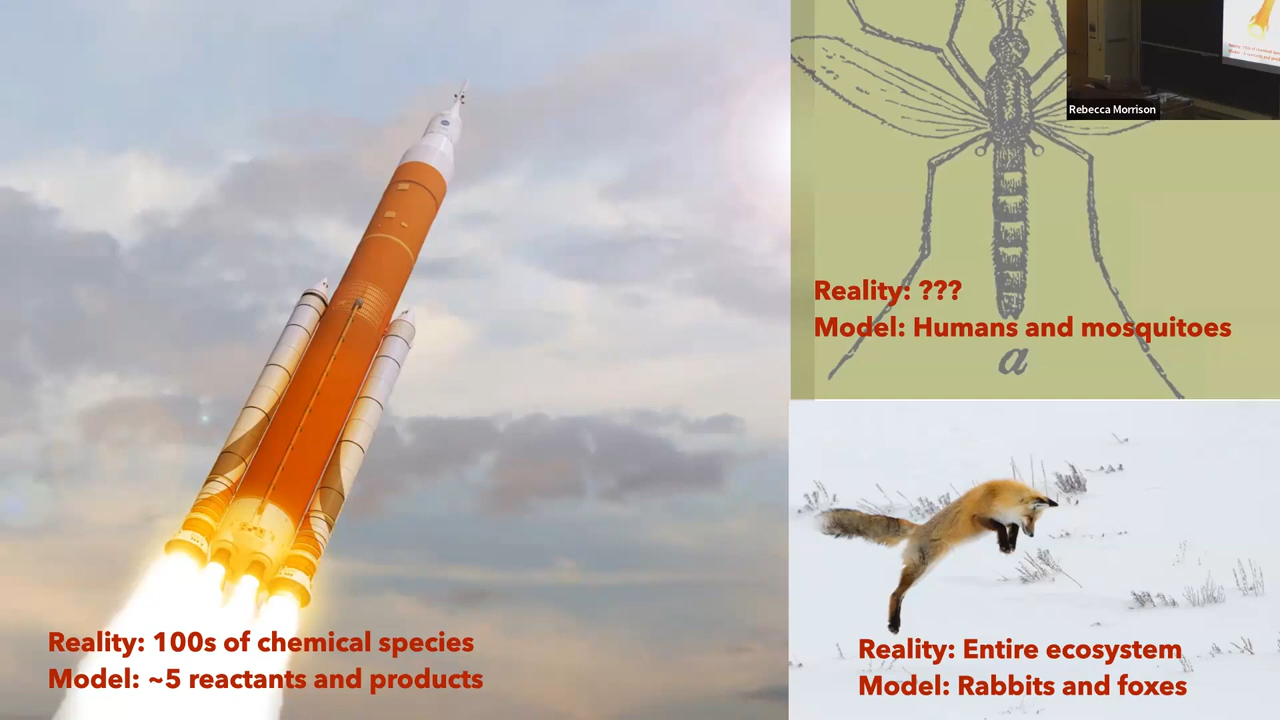 Rebecca Morrison
Reality: ???
Model: Humans and mosquitoes
a
Reality: 100s of chemical species
Model: ~5 reactants and products
Reality: Entire ecosystem
Model: Rabbits and foxes